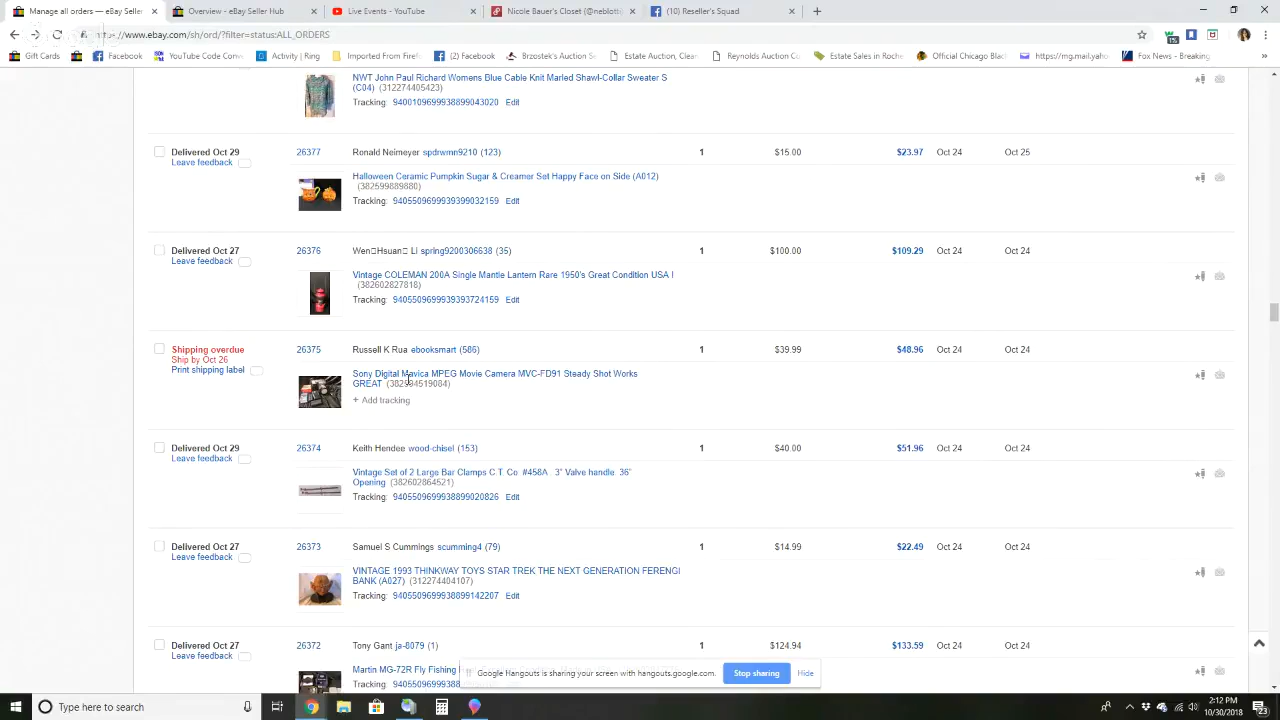 Manage all orders — eBay Seller
Overview - eBay Seller Hub
Live Events - YouTube
Nicole Bauer's Closet (@neblotti
(10) Reseller's Squad
www.ebay.com/sh/ord/?filter=status:ALL_ORDERS
Gift Cards
Facebook
YouTube Video Conv
Activity | Ring
Imported From Firef
(2) Facebook
Brzostek's Auction S
Estate Auction, Clear
Reynolds Auction Co
Estate Sales in Roche
Official Chicago Blac
https://mg.mail.yaho
Fox News - Breaking
NWT John Paul Richard Womens Blue Cable Knit Marled Shawl-Collar Sweater S
(C04) (312274405423)
Tracking: 9400109699938899043020 Edit
Delivered Oct 29 26377 Ronald Neimeyer spdrwmn9210 (123) 1 $15.00 $23.97 Oct 24 Oct 25
Leave feedback
Halloween Ceramic Pumpkin Sugar & Creamer Set Happy Face on Side (A012)
(382599889880)
Tracking: 9405509699939399032159 Edit
Delivered Oct 27 26376 Wen□Hsuan□ Li spring9200306638 (35) 1 $100.00 $109.29 Oct 24 Oct 24
Leave feedback
Vintage COLEMAN 200A Single Mantle Lantern Rare 1950's Great Condition USA !
(382602827818)
Tracking: 9405509699939393724159 Edit
Shipping overdue 26375 Russell K Rua ebooksmart (586) 1 $39.99 $48.96 Oct 24 Oct 24
Ship by Oct 26
Print shipping label
Sony Digital Mavica MPEG Movie Camera MVC-FD91 Steady Shot Works
GREAT (382594519084)
+ Add tracking
Delivered Oct 29 26374 Keith Hendee wood-chisel (153) 1 $40.00 $51.96 Oct 24 Oct 24
Leave feedback
Vintage Set of 2 Large Bar Clamps C.T. Co. #458A . 3" Valve handle. 36"
Opening (382602864521)
Tracking: 9405509699938899020826 Edit
Delivered Oct 27 26373 Samuel S Cummings scumming4 (79) 1 $14.99 $22.49 Oct 24 Oct 24
Leave feedback
VINTAGE 1993 THINKWAY TOYS STAR TREK THE NEXT GENERATION FERENGI
BANK (A027) (312274404107)
Tracking: 9405509699938899142207 Edit
Delivered Oct 27 26372 Tony Gant ja-8079 (1) 1 $124.94 $133.59 Oct 24 Oct 24
Leave feedback
Martin MG-72R Fly Fishing
Google Hangouts is sharing your screen with hangouts.google.com. Stop sharing Hide
Tracking: 94055096999388
Type here to search
2:12 PM
10/30/2018
23